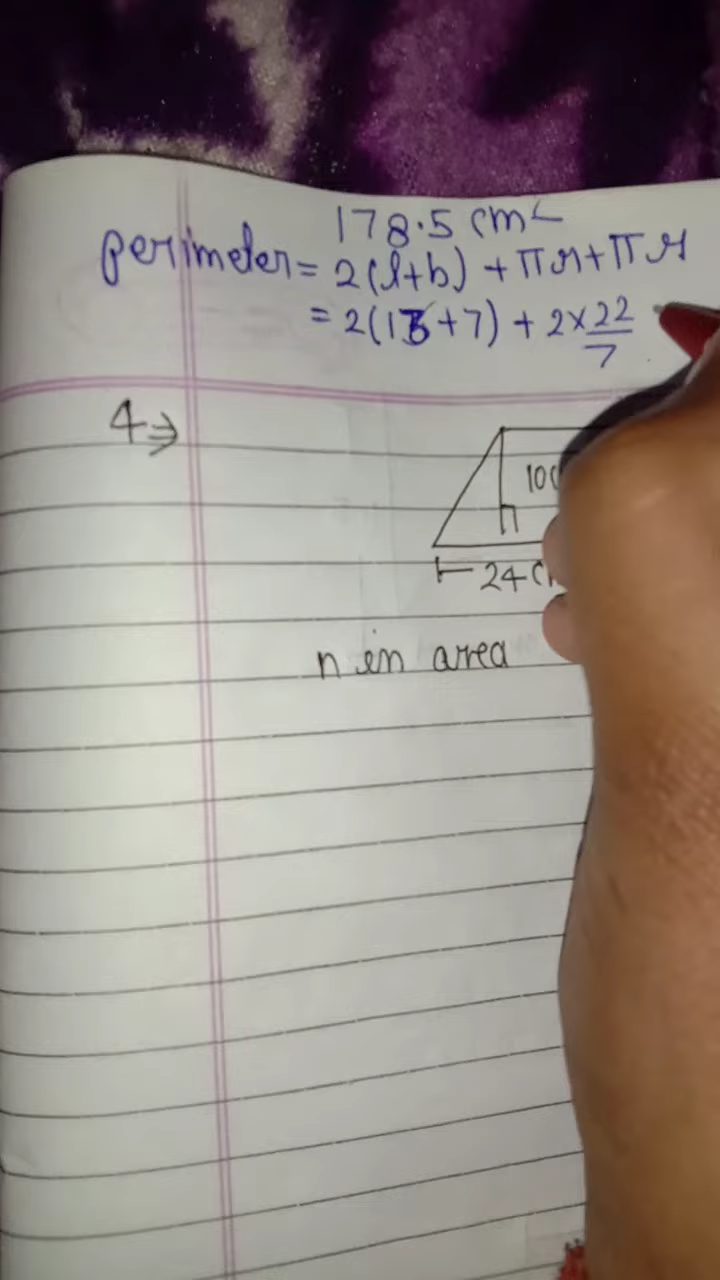 178.5 cm²
perimeter = 2(l+b) + πr + πr
= 2(13+7) + 2×22/7
4⇒
10
24 c
n in area